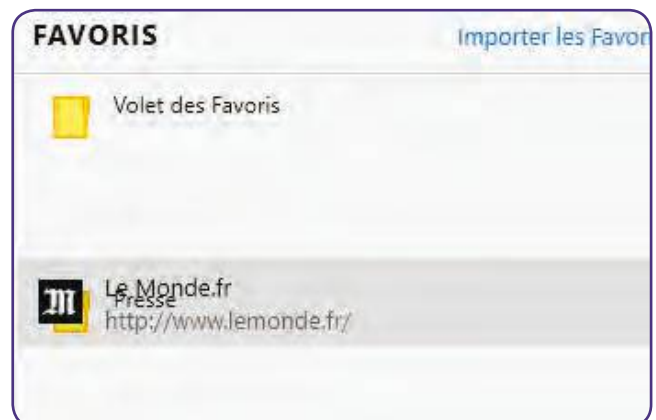 FAVORIS
Importer les Favor
Volet des Favoris
Le Monde.fr
Presse
http://www.lemonde.fr/